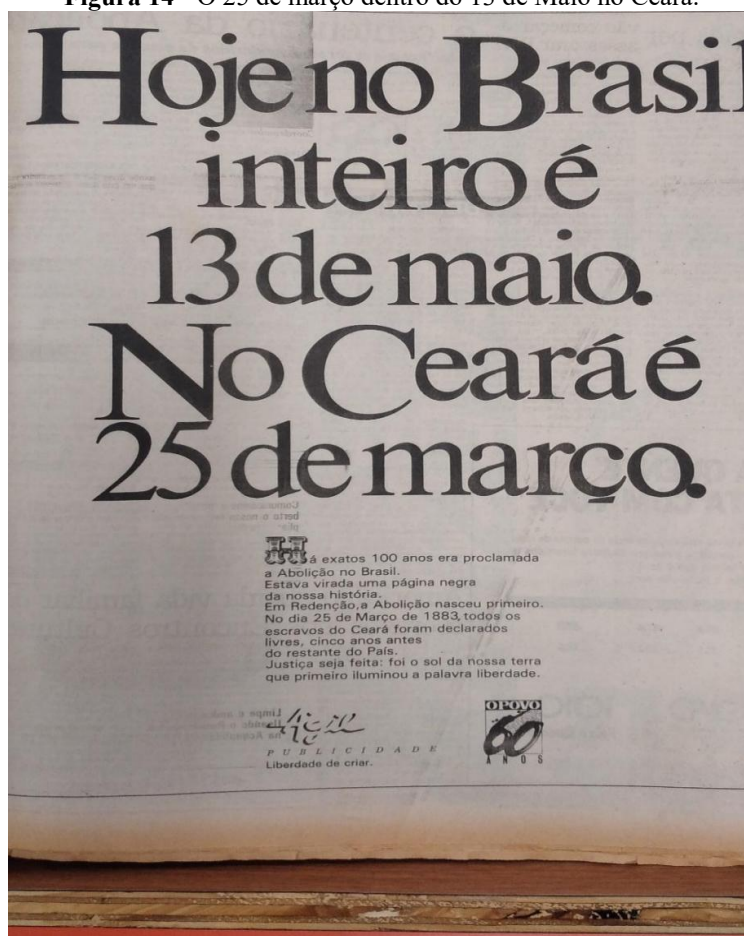 Figura 14 - O 25 de março dentro do 13 de Maio no Ceará.
Hoje no Brasil
inteiro é
13 de maio.
No Ceará é
25 de março.
Há exatos 100 anos era proclamada
a Abolição no Brasil.
Estava virada uma página negra
da nossa história.
Em Redenção, a Abolição nasceu primeiro.
No dia 25 de Março de 1883, todos os
escravos do Ceará foram declarados
livres, cinco anos antes
do restante do País.
Justiça seja feita: foi o sol da nossa terra
que primeiro iluminou a palavra liberdade.
PUBLICIDADE
Liberdade de criar.
O POVO
60
ANOS